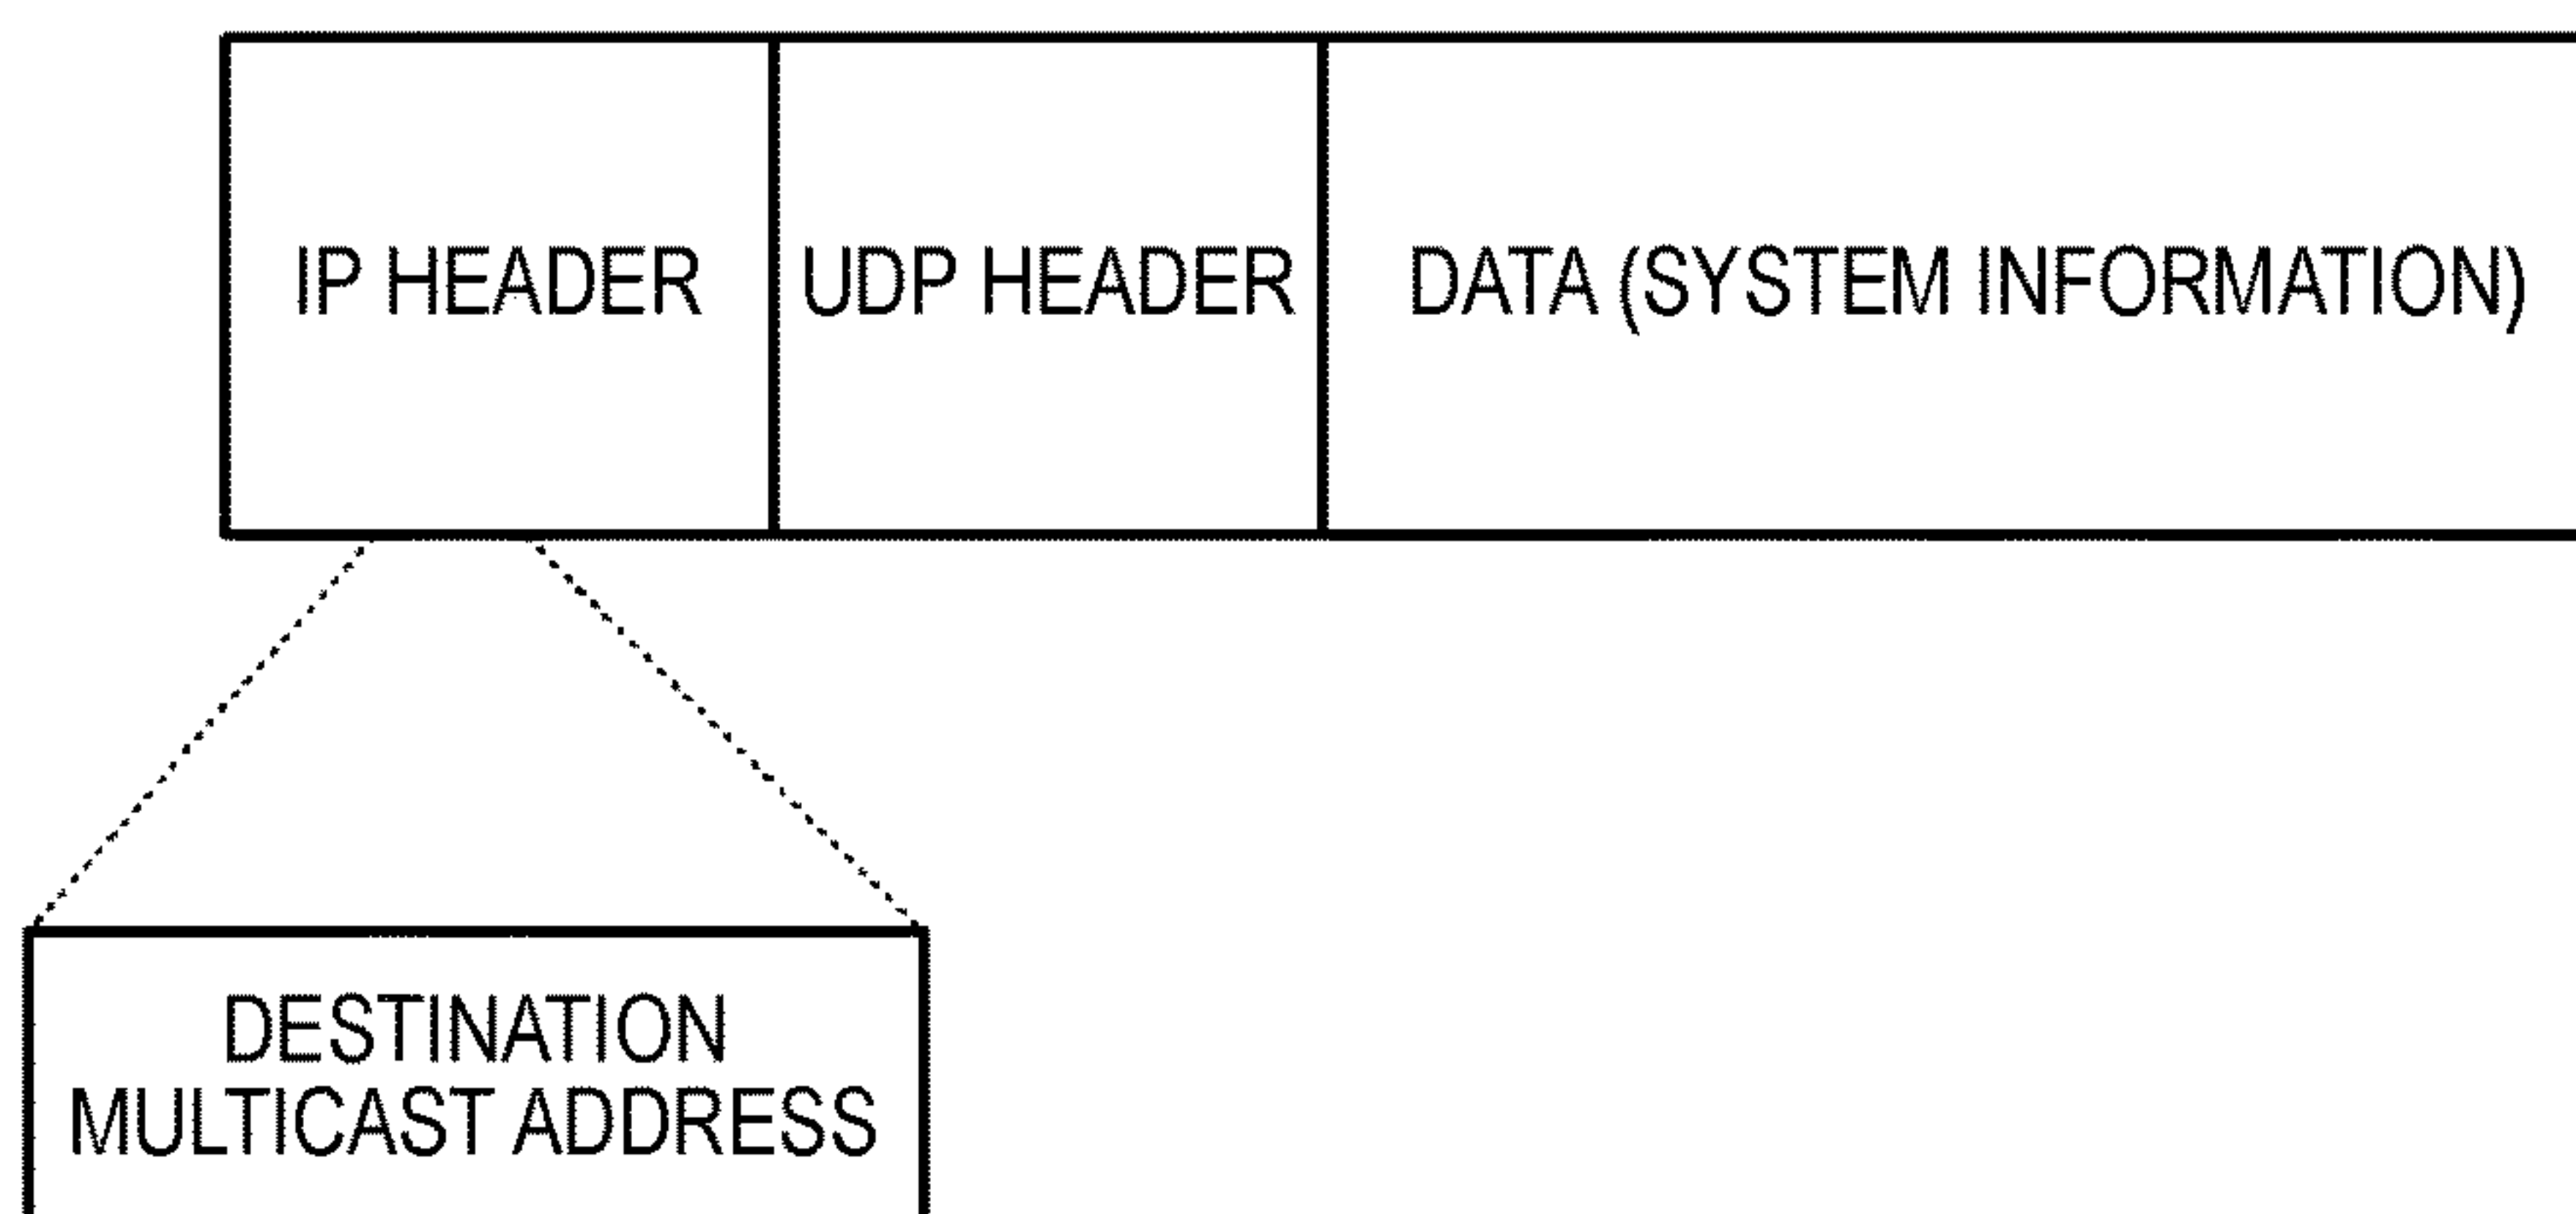 IP HEADER
UDP HEADER
DATA (SYSTEM INFORMATION)
DESTINATION
MULTICAST ADDRESS